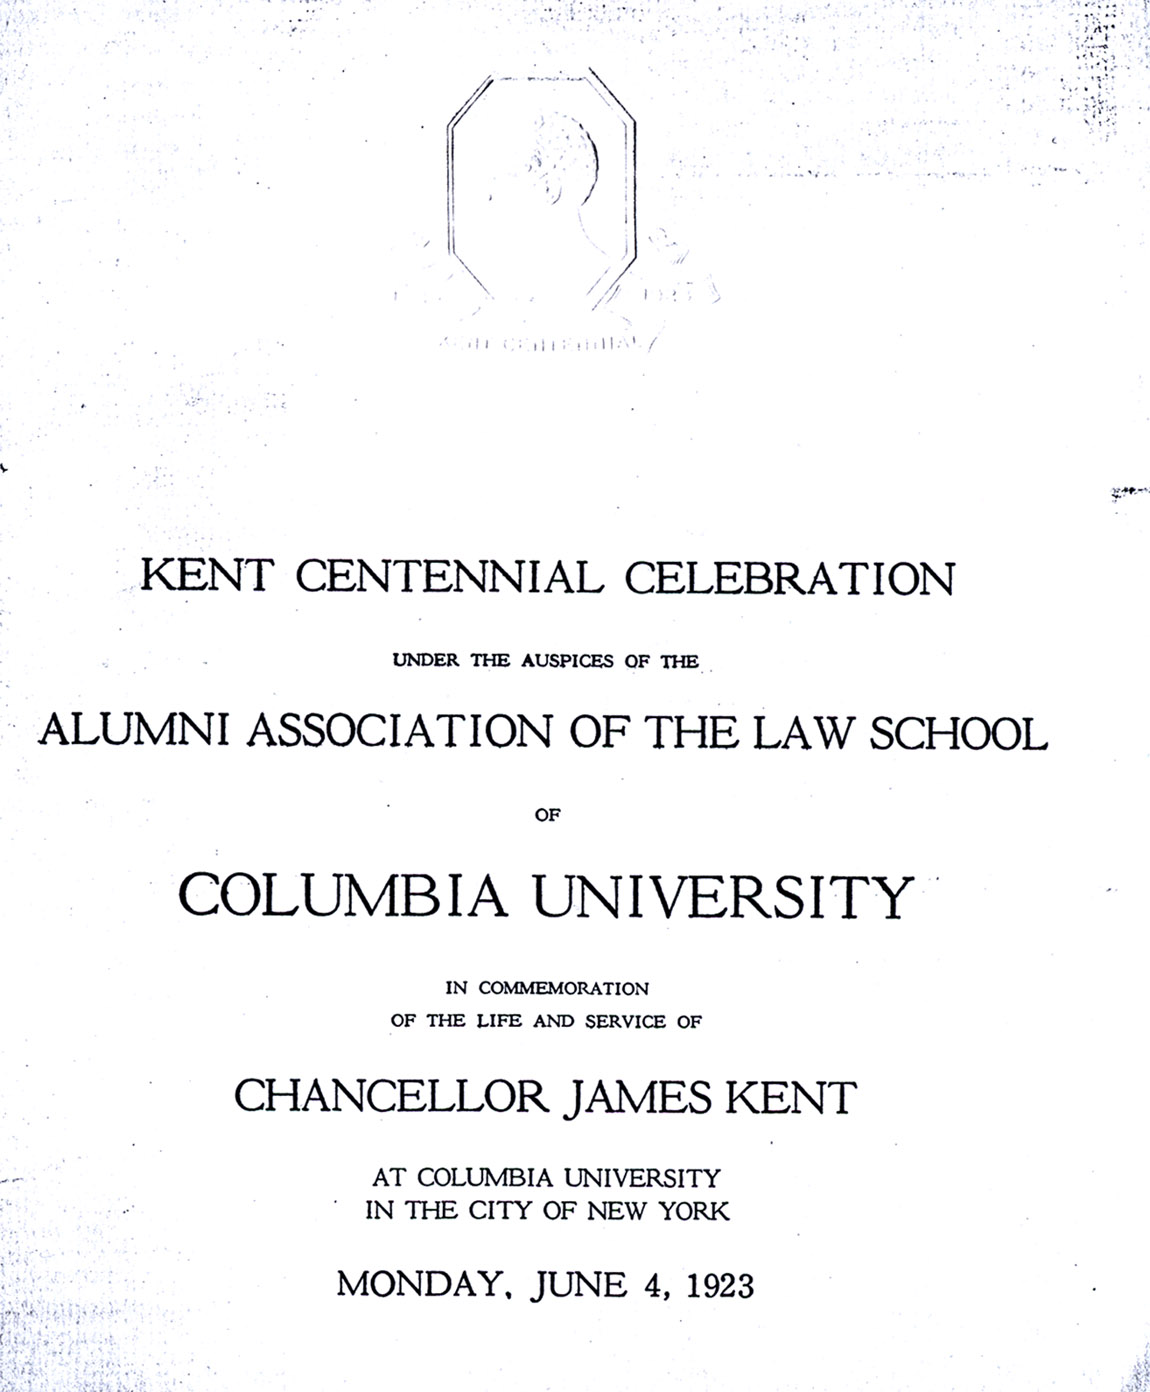 KENT CENTENNIAL CELEBRATION
UNDER THE AUSPICES OF THE
ALUMNI ASSOCIATION OF THE LAW SCHOOL
OF
COLUMBIA UNIVERSITY
IN COMMEMORATION
OF THE LIFE AND SERVICE OF
CHANCELLOR JAMES KENT
AT COLUMBIA UNIVERSITY
IN THE CITY OF NEW YORK
MONDAY, JUNE 4, 1923